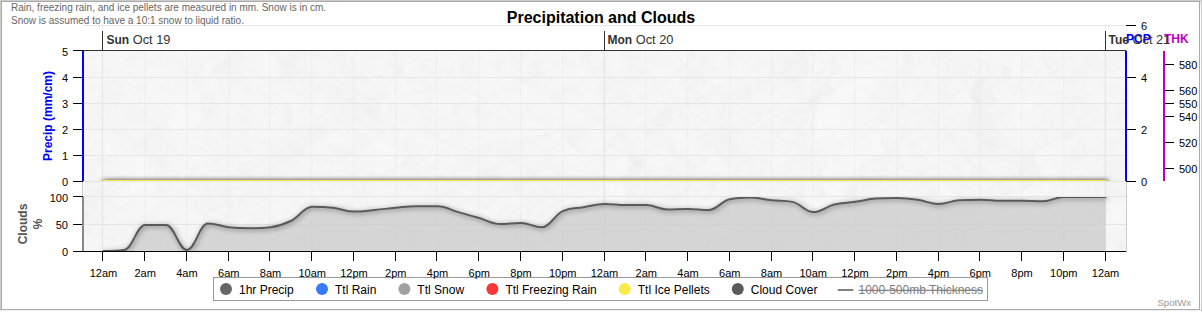 Rain, freezing rain, and ice pellets are measured in mm. Snow is in cm.
Snow is assumed to have a 10:1 snow to liquid ratio.
Precipitation and Clouds
Sun Oct 19
Mon Oct 20
Tue Oct 21
POP
THK
Precip (mm/cm)
5
4
3
2
1
0
6
4
2
0
580
560
550
540
520
500
Clouds
%
100
50
0
12am 2am 4am 6am 8am 10am 12pm 2pm 4pm 6pm 8pm 10pm 12am 2am 4am 6am 8am 10am 12pm 2pm 4pm 6pm 8pm 10pm 12am
1hr Precip Ttl Rain Ttl Snow Ttl Freezing Rain Ttl Ice Pellets Cloud Cover 1000-500mb Thickness
SpotWx